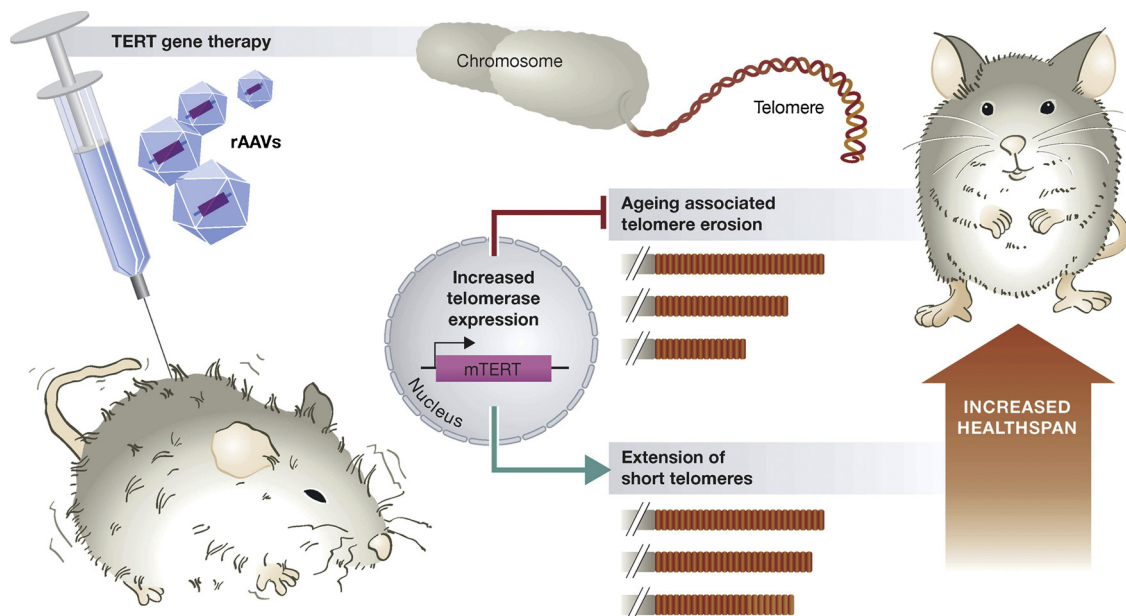 TERT gene therapy
Chromosome
Telomere
rAAVs
Ageing associated
telomere erosion
Increased
telomerase
expression
mTERT
Nucleus
INCREASED
HEALTHSPAN
Extension of
short telomeres